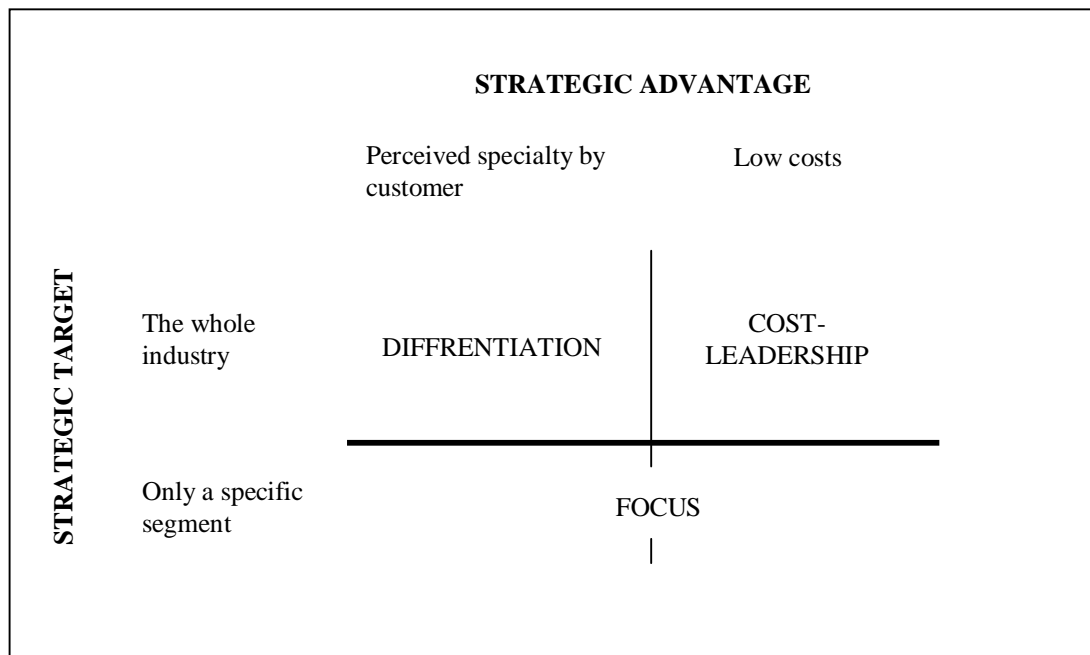 STRATEGIC ADVANTAGE
Perceived specialty by
customer
Low costs
STRATEGIC TARGET
The whole
industry
DIFFRENTIATION
COST-
LEADERSHIP
Only a specific
segment
FOCUS